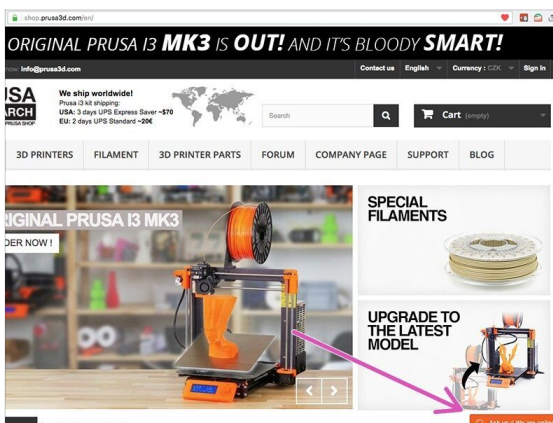 shop.prusa3d.com/en/
ORIGINAL PRUSA I3 MK3 IS OUT! AND IT'S BLOODY SMART!
now: info@prusa3d.com
Contact us English Currency : CZK Sign in
USA
ARCH
PRUSA SHOP
We ship worldwide!
Prusa i3 kit shipping:
USA: 3 days UPS Express Saver ~$70
EU: 2 days UPS Standard ~20€
Search
Cart (empty)
3D PRINTERS FILAMENT 3D PRINTER PARTS FORUM COMPANY PAGE SUPPORT BLOG
RIGINAL PRUSA I3 MK3
DER NOW !
SPECIAL
FILAMENTS
UPGRADE TO
THE LATEST
MODEL